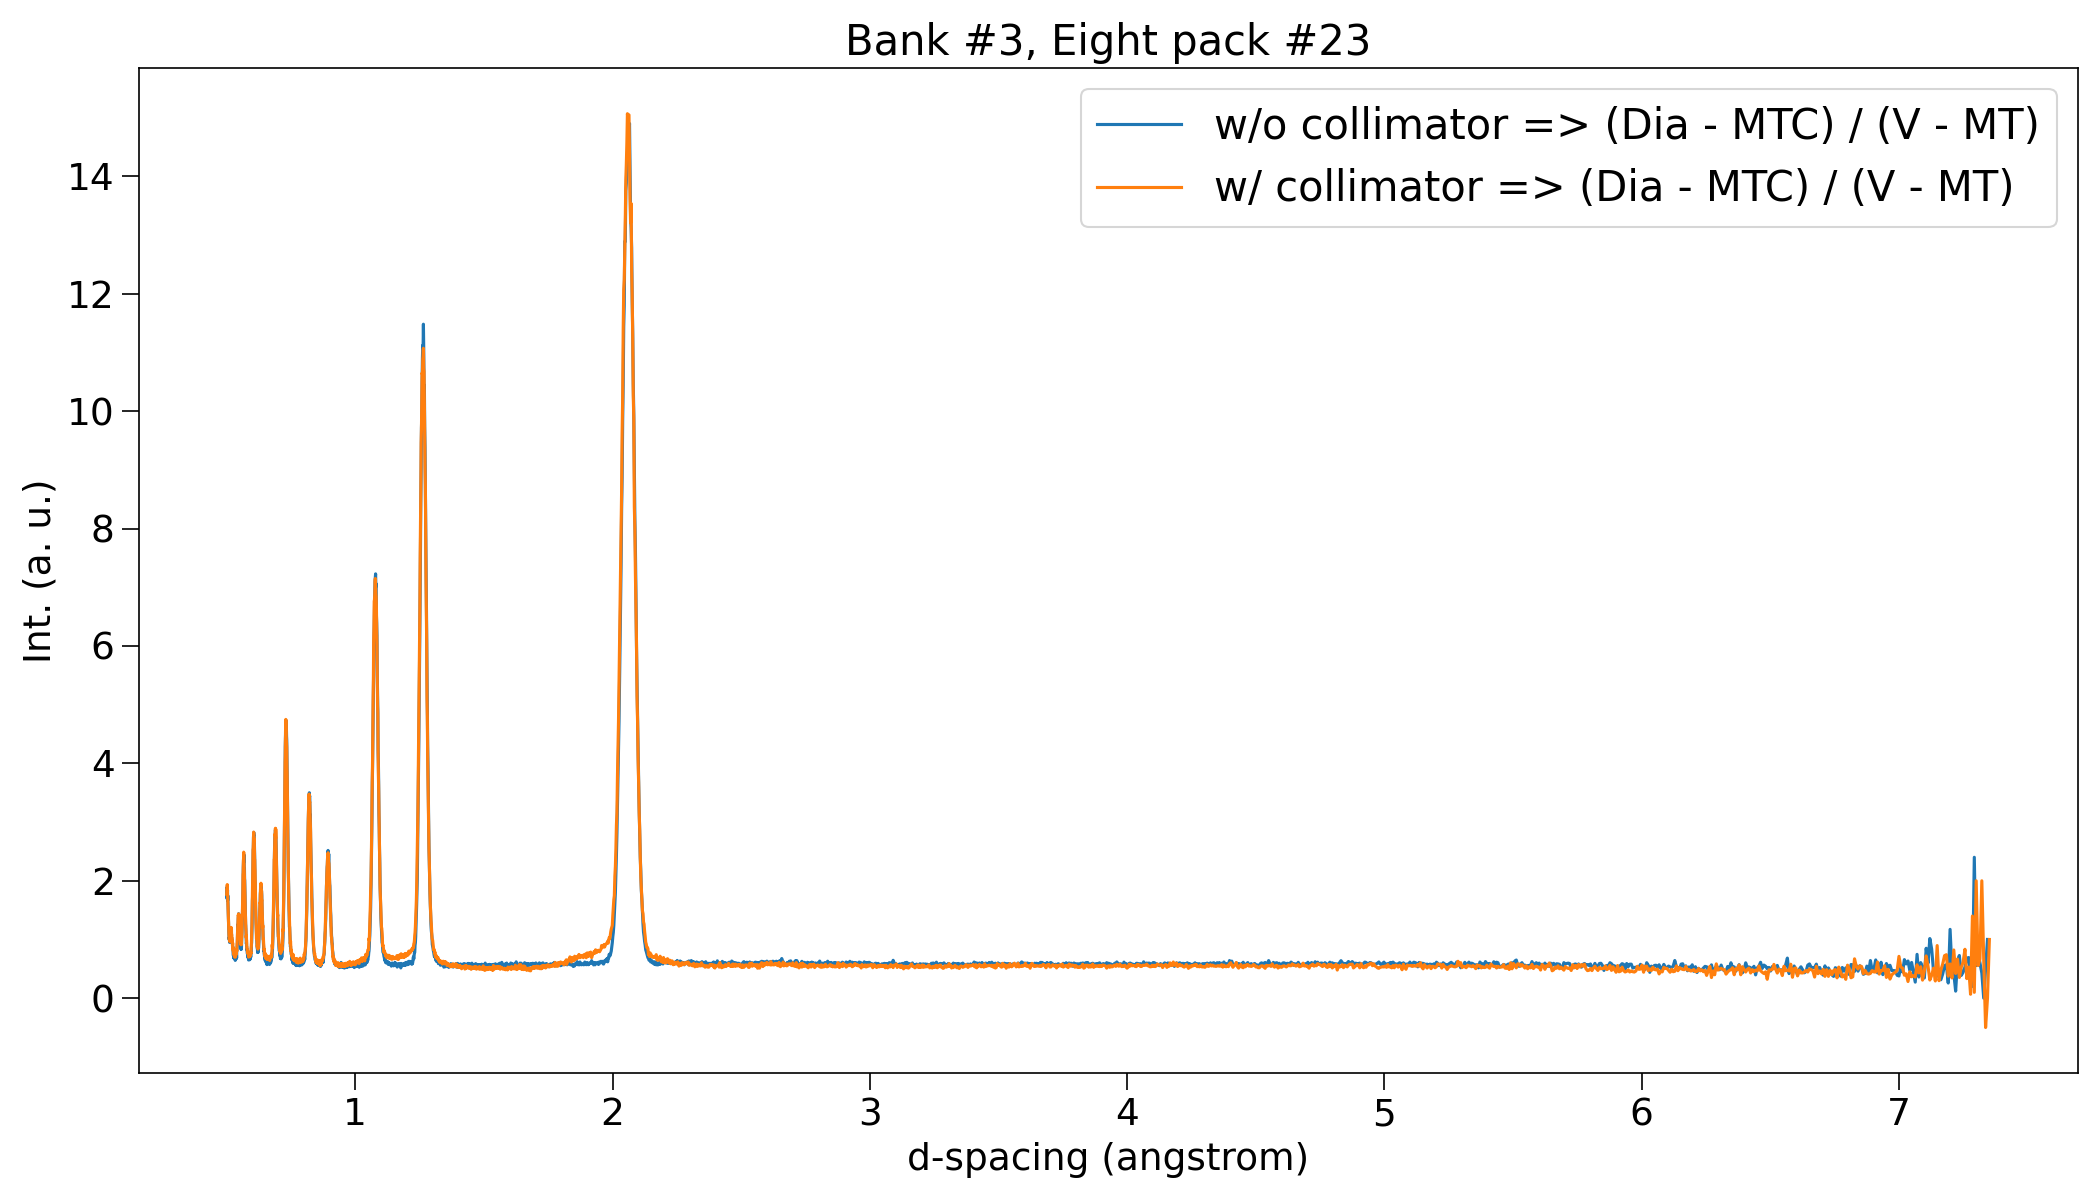 Bank #3, Eight pack #23
w/o collimator => (Dia - MTC) / (V - MT)
w/ collimator => (Dia - MTC) / (V - MT)
Int. (a. u.)
14
12
10
8
6
4
2
0
1 2 3 4 5 6 7
d-spacing (angstrom)